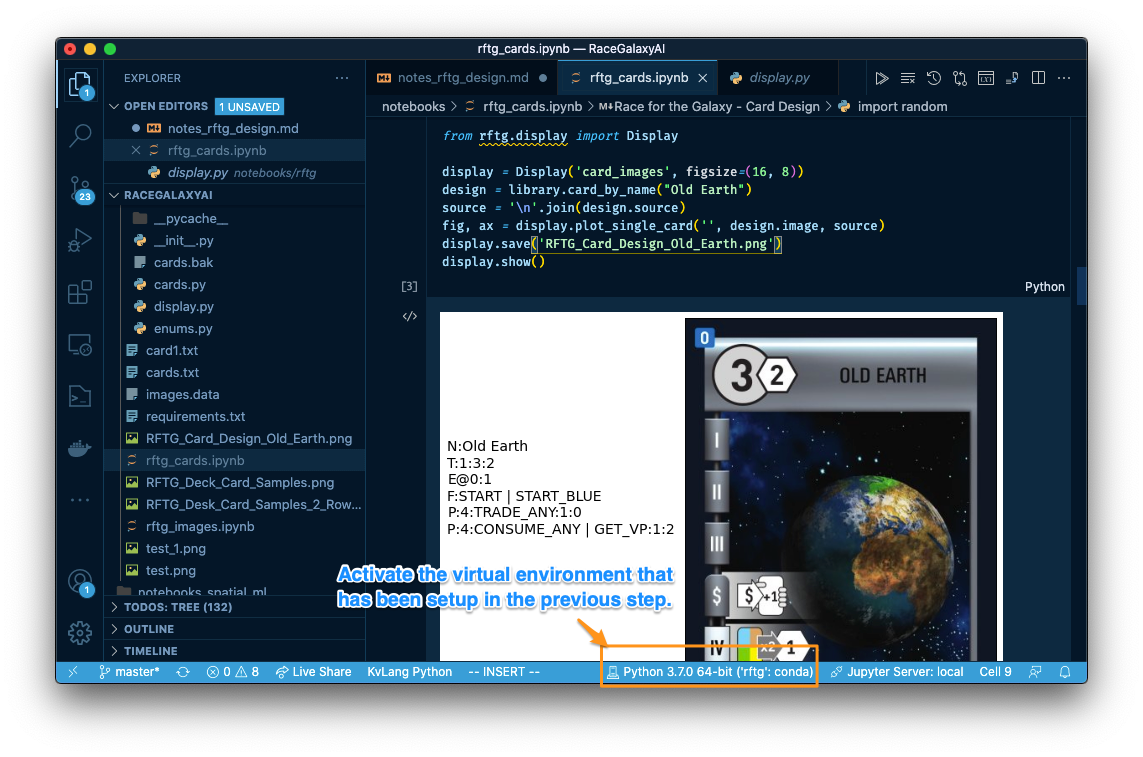 rftg_cards.ipynb — RaceGalaxyAI
EXPLORER ···
notes_rftg_design.md
rftg_cards.ipynb
display.py
notebooks > rftg_cards.ipynb > M↓Race for the Galaxy - Card Design > import random
1
OPEN EDITORS 1 UNSAVED
notes_rftg_design.md
rftg_cards.ipynb
display.py notebooks/rftg
23
RACEGALAXYAI
__pycache__
__init__.py
cards.bak
cards.py
display.py
enums.py
card1.txt
cards.txt
images.data
requirements.txt
RFTG_Card_Design_Old_Earth.png
rftg_cards.ipynb
RFTG_Deck_Card_Samples.png
RFTG_Deck_Card_Samples_2_Row...
rftg_images.ipynb
test_1.png
test.png
notebooks_spatial_ml
1
TODOS: TREE (132)
OUTLINE
TIMELINE
from rftg.display import Display
display = Display('card_images', figsize=(16, 8))
design = library.card_by_name("Old Earth")
source = '\n'.join(design.source)
fig, ax = display.plot_single_card('', design.image, source)
display.save('RFTG_Card_Design_Old_Earth.png')
display.show()
[3]
Python
</>
N:Old Earth
T:1:3:2
E@0:1
F:START | START_BLUE
P:4:TRADE_ANY:1:0
P:4:CONSUME_ANY | GET_VP:1:2
0
3 2 OLD EARTH
I
II
III
$ $ +1
IV x2 1
Activate the virtual environment that
has been setup in the previous step.
master* 0 8 Live Share KvLang Python -- INSERT -- Python 3.7.0 64-bit ('rftg': conda) Jupyter Server: local Cell 9